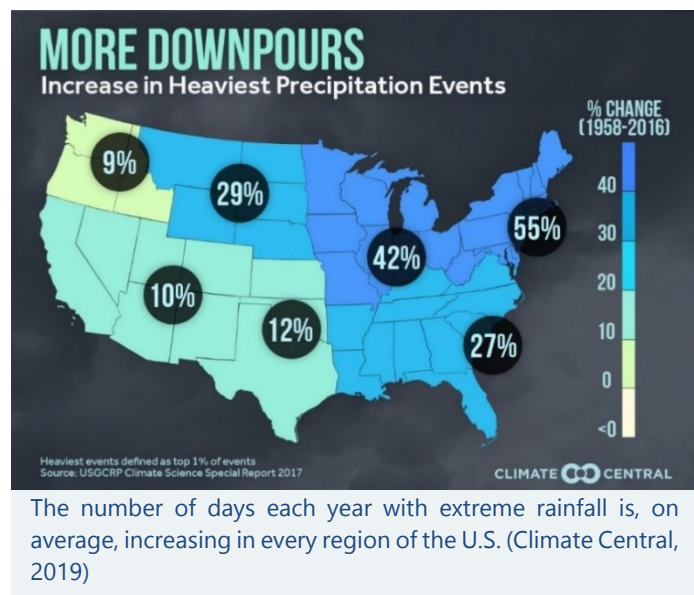 MORE DOWNPOURS
Increase in Heaviest Precipitation Events
% CHANGE
(1958-2016)
9%
29%
40
55%
30
42%
20
10%
12%
10
27%
0
<0
Heaviest events defined as top 1% of events
Source: USGCRP Climate Science Special Report 2017
CLIMATE CENTRAL
The number of days each year with extreme rainfall is, on
average, increasing in every region of the U.S. (Climate Central,
2019)